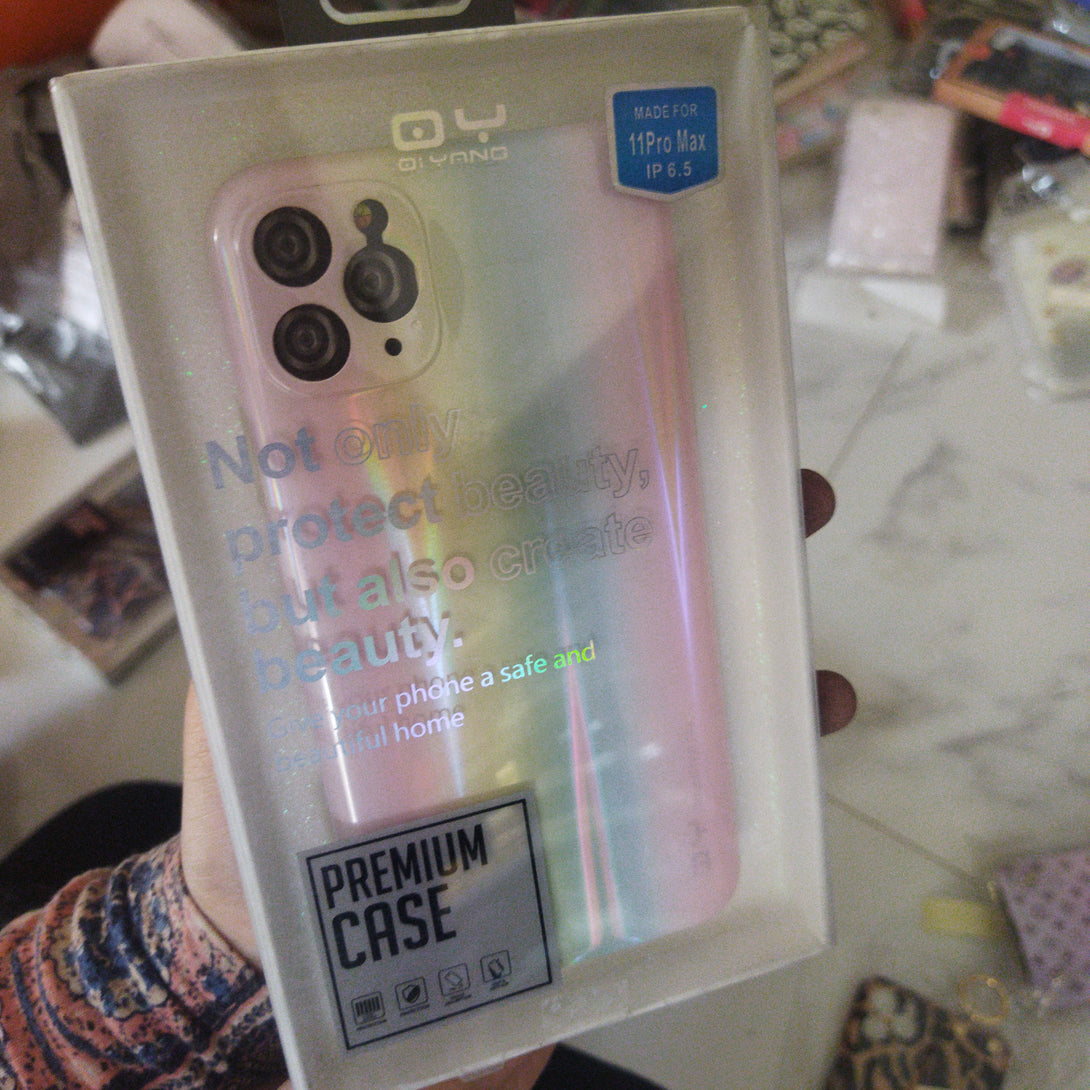 QY
QIYANG
MADE FOR
11Pro Max
IP 6.5
Not only
protect beauty,
but also create
beauty.
Give your phone a safe and
beautiful home
PREMIUM
CASE